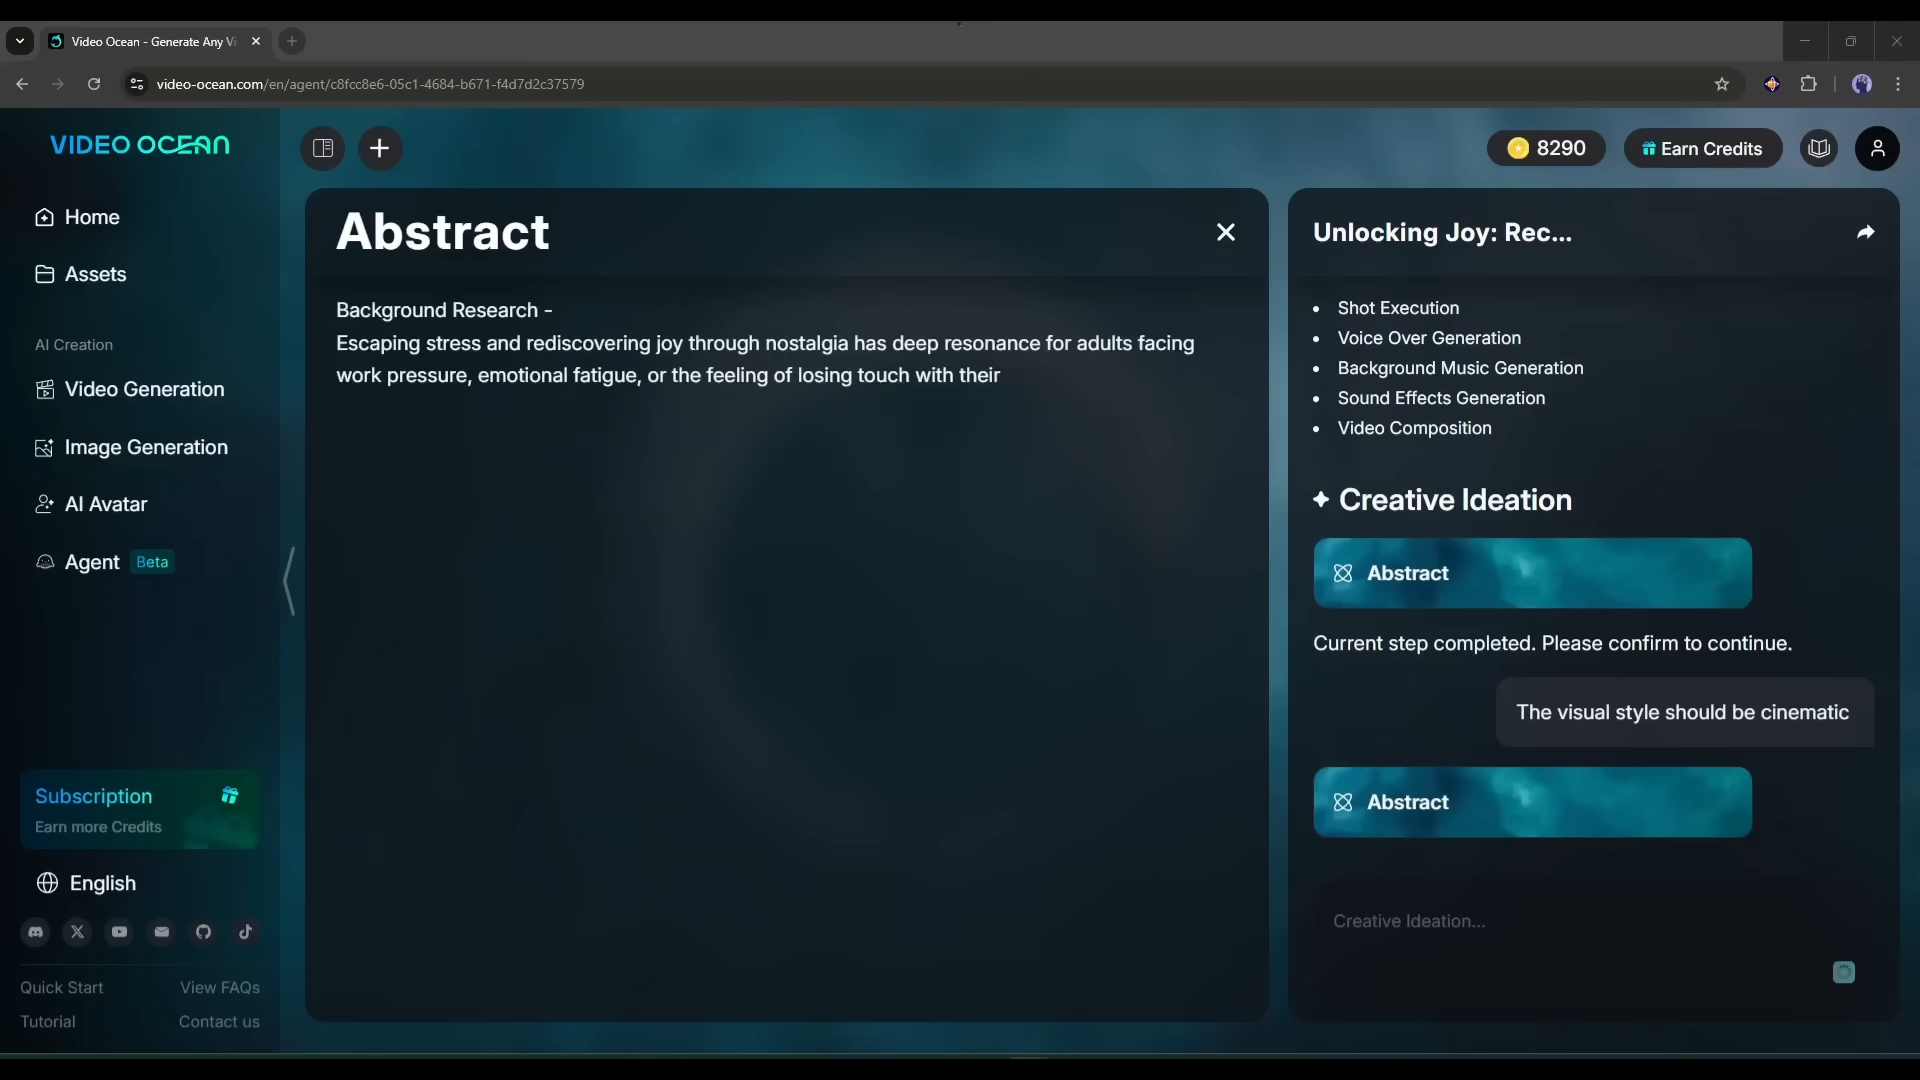 Video Ocean - Generate Any Vi
video-ocean.com/en/agent/c8fcc8e6-05c1-4684-b671-f4d7d2c37579
VIDEO OCEAN
Home
Assets
AI Creation
Video Generation
Image Generation
AI Avatar
Agent Beta
Subscription
Earn more Credits
English
Quick Start View FAQs
Tutorial Contact us
8290 Earn Credits
Abstract
Background Research -
Escaping stress and rediscovering joy through nostalgia has deep resonance for adults facing
work pressure, emotional fatigue, or the feeling of losing touch with their
Unlocking Joy: Rec...
• Shot Execution
• Voice Over Generation
• Background Music Generation
• Sound Effects Generation
• Video Composition
Creative Ideation
Abstract
Current step completed. Please confirm to continue.
The visual style should be cinematic
Abstract
Creative Ideation...